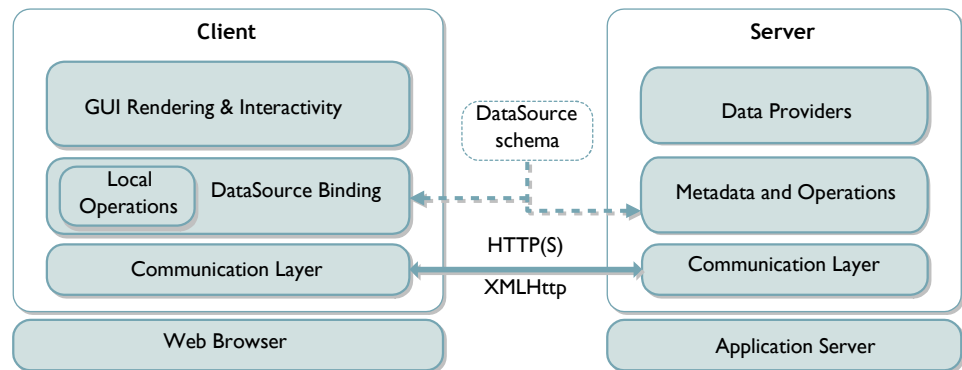 Client
GUI Rendering & Interactivity
Local
Operations
DataSource Binding
Communication Layer
Web Browser
DataSource
schema
HTTP(S)
XMLHttp
Server
Data Providers
Metadata and Operations
Communication Layer
Application Server